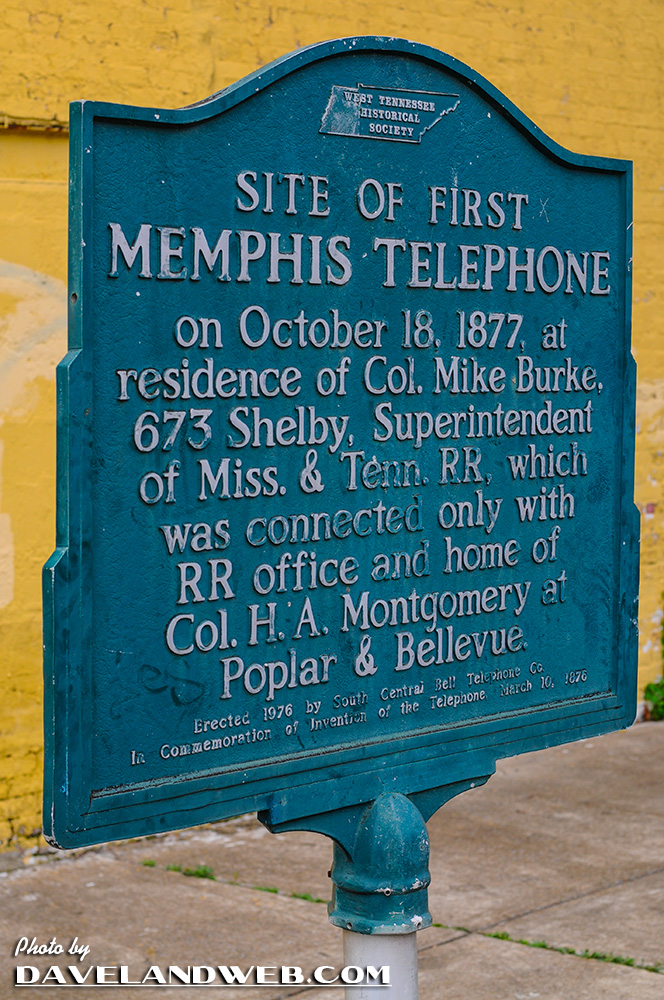 WEST TENNESSEE
HISTORICAL
SOCIETY
SITE OF FIRST
MEMPHIS TELEPHONE
on October 18, 1877, at
residence of Col. Mike Burke,
673 Shelby, Superintendent
of Miss. & Tenn. RR, which
was connected only with
RR office and home of
Col. H. A. Montgomery at
Poplar & Bellevue.
Erected 1976 by South Central Bell Telephone Co.
In Commemoration of Invention of the Telephone, March 10, 1876
Photo by
DAVELANDWEB.COM